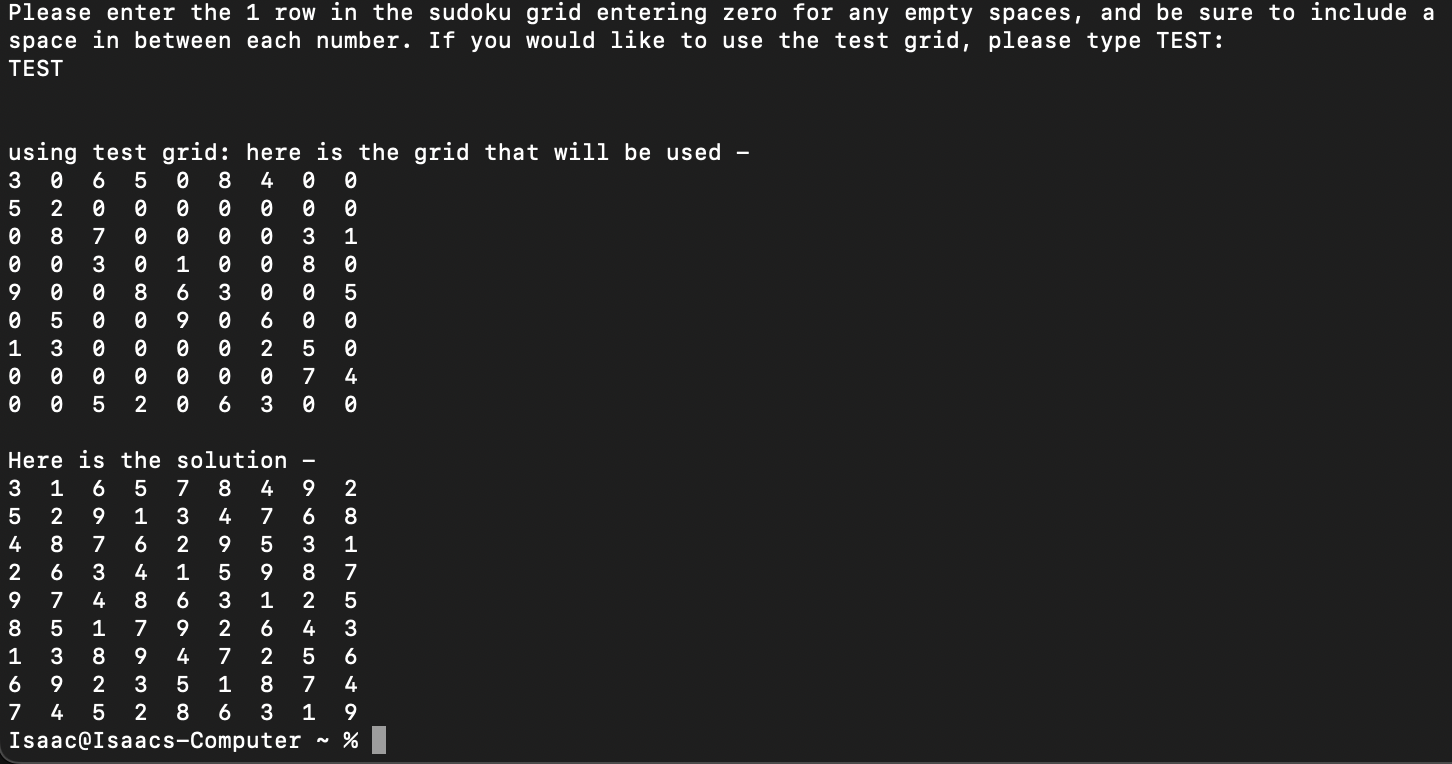 Please enter the 1 row in the sudoku grid entering zero for any empty spaces, and be sure to include a
space in between each number. If you would like to use the test grid, please type TEST:
TEST
using test grid: here is the grid that will be used -
3 0 6 5 0 8 4 0 0
5 2 0 0 0 0 0 0 0
0 8 7 0 0 0 0 3 1
0 0 3 0 1 0 0 8 0
9 0 0 8 6 3 0 0 5
0 5 0 0 9 0 6 0 0
1 3 0 0 0 0 2 5 0
0 0 0 0 0 0 0 7 4
0 0 5 2 0 6 3 0 0
Here is the solution -
3 1 6 5 7 8 4 9 2
5 2 9 1 3 4 7 6 8
4 8 7 6 2 9 5 3 1
2 6 3 4 1 5 9 8 7
9 7 4 8 6 3 1 2 5
8 5 1 7 9 2 6 4 3
1 3 8 9 4 7 2 5 6
6 9 2 3 5 1 8 7 4
7 4 5 2 8 6 3 1 9
Isaac@Isaacs-Computer ~ %